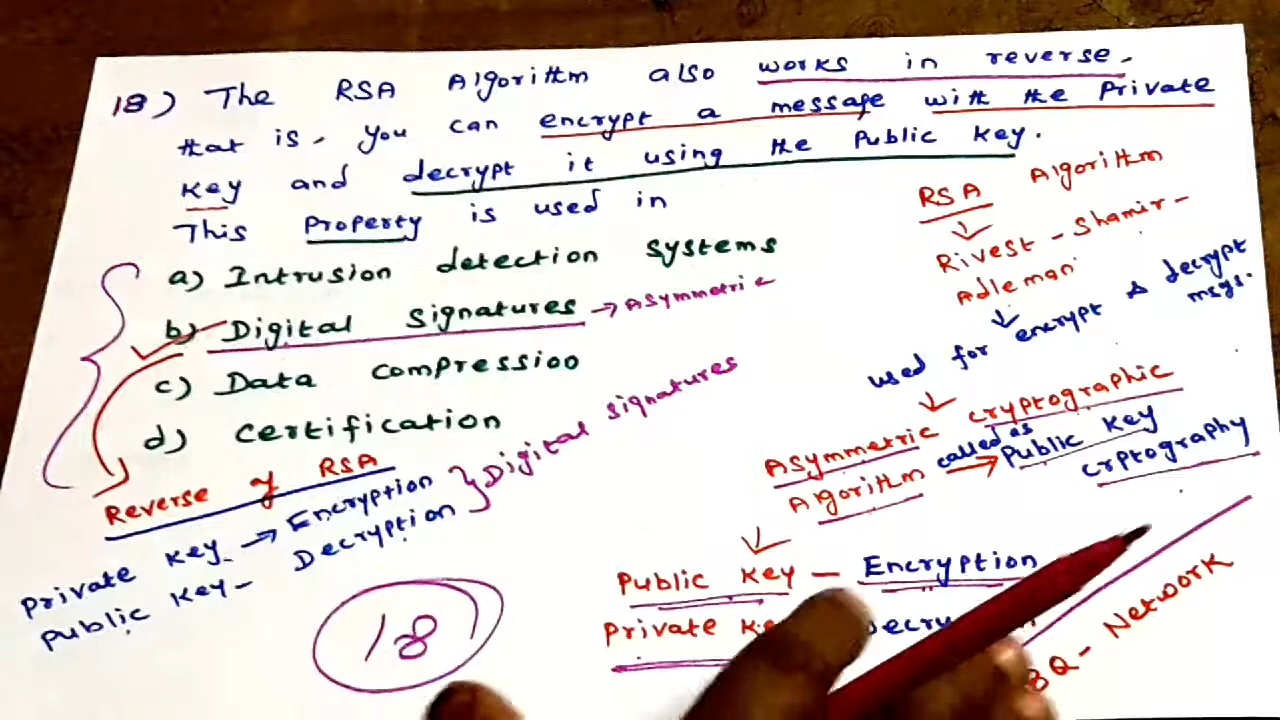 18) The RSA Algorithm also works in reverse.
that is, you can encrypt a message with the Private
Key and decrypt it using the Public Key.
This Property is used in
a) Intrusion detection systems
b) Digital signatures → Asymmetric
c) Data compression
d) certification
Reverse of RSA
Private Key → Encryption
Public Key - Decryption
} Digital signatures
18
RSA Algorithm
Rivest - Shamir -
Adleman
used for encrypt & decrypt
msgs.
Asymmetric cryptographic
Algorithm called as → Public Key
crptography
Public Key - Encryption
Private
Network